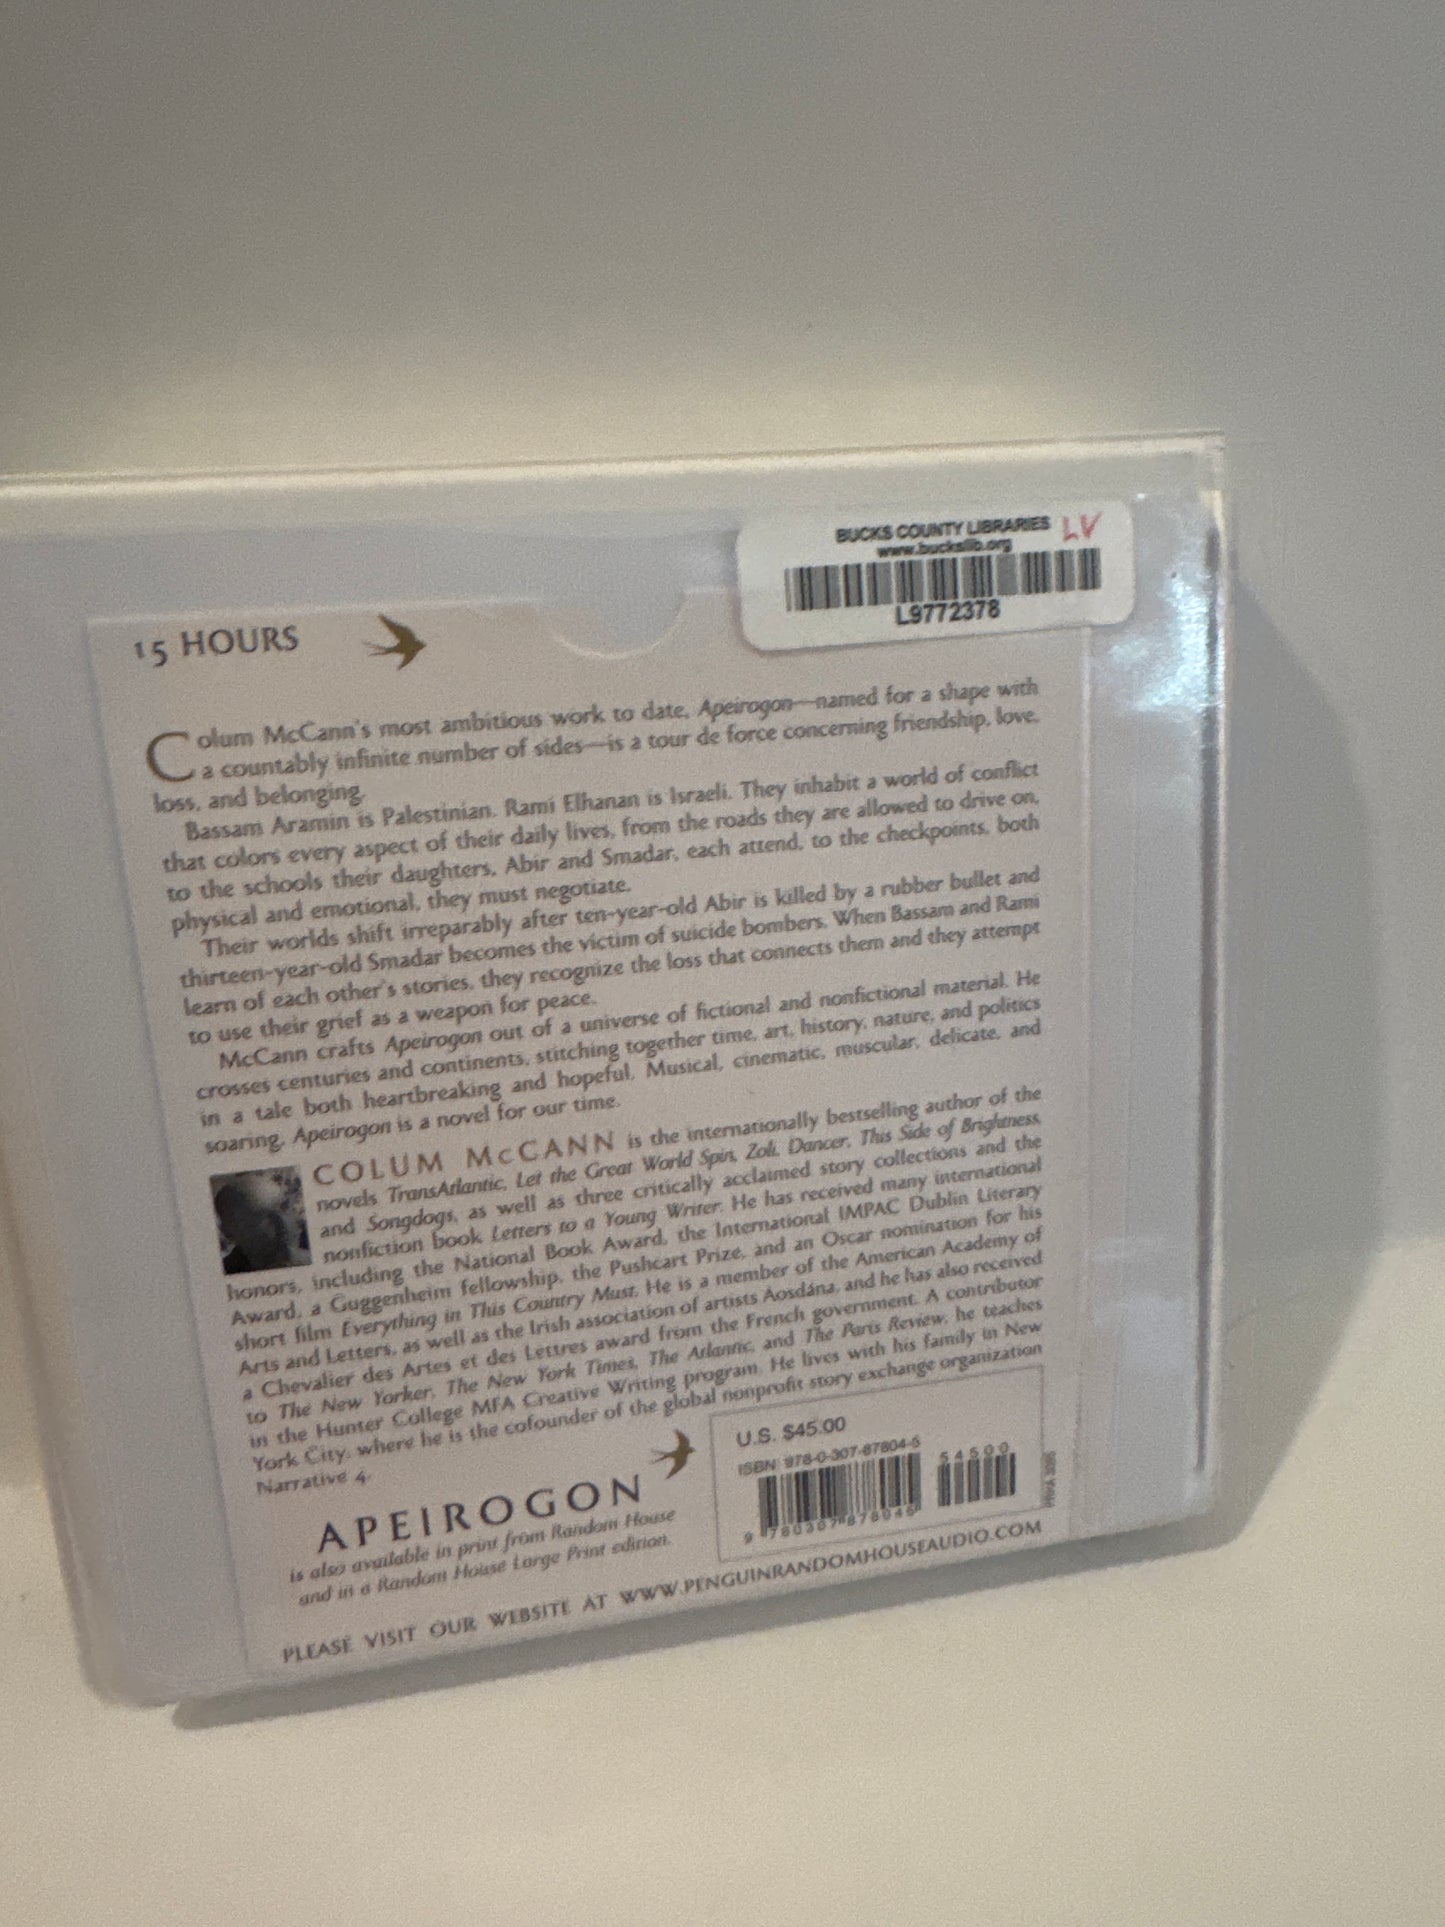 BUCKS COUNTY LIBRARIES LV
www.buckslib.org
L9772378
15 HOURS
Colum McCann's most ambitious work to date, Apeirogon—named for a shape with
a countably infinite number of sides—is a tour de force concerning friendship, love,
loss, and belonging.
Bassam Aramin is Palestinian. Rami Elhanan is Israeli. They inhabit a world of conflict
that colors every aspect of their daily lives, from the roads they are allowed to drive on,
to the schools their daughters, Abir and Smadar, each attend, to the checkpoints, both
physical and emotional, they must negotiate.
Their worlds shift irreparably after ten-year-old Abir is killed by a rubber bullet and
thirteen-year-old Smadar becomes the victim of suicide bombers. When Bassam and Rami
learn of each other's stories, they recognize the loss that connects them and they attempt
to use their grief as a weapon for peace.
McCann crafts Apeirogon out of a universe of fictional and nonfictional material. He
crosses centuries and continents, stitching together time, art, history, nature, and politics
in a tale both heartbreaking and hopeful. Musical, cinematic, muscular, delicate, and
soaring, Apeirogon is a novel for our time.
COLUM McCANN is the internationally bestselling author of the
novels TransAtlantic, Let the Great World Spin, Zoli, Dancer, This Side of Brightness,
and Songdogs, as well as three critically acclaimed story collections and the
nonfiction book Letters to a Young Writer. He has received many international
honors, including the National Book Award, the International IMPAC Dublin Literary
Award, a Guggenheim fellowship, the Pushcart Prize, and an Oscar nomination for his
short film Everything in This Country Must. He is a member of the American Academy of
Arts and Letters, as well as the Irish association of artists Aosdána, and he has also received
a Chevalier des Artes et des Lettres award from the French government. A contributor
to The New Yorker, The New York Times, The Atlantic, and The Paris Review, he teaches
in the Hunter College MFA Creative Writing program. He lives with his family in New
York City, where he is the cofounder of the global nonprofit story exchange organization
Narrative 4.
APEIROGON
is also available in print from Random House
and in a Random House Large Print edition.
U.S. $45.00
ISBN 978-0-307-87804-5
54500
9 780307 878045
PLEASE VISIT OUR WEBSITE AT WWW.PENGUINRANDOMHOUSEAUDIO.COM